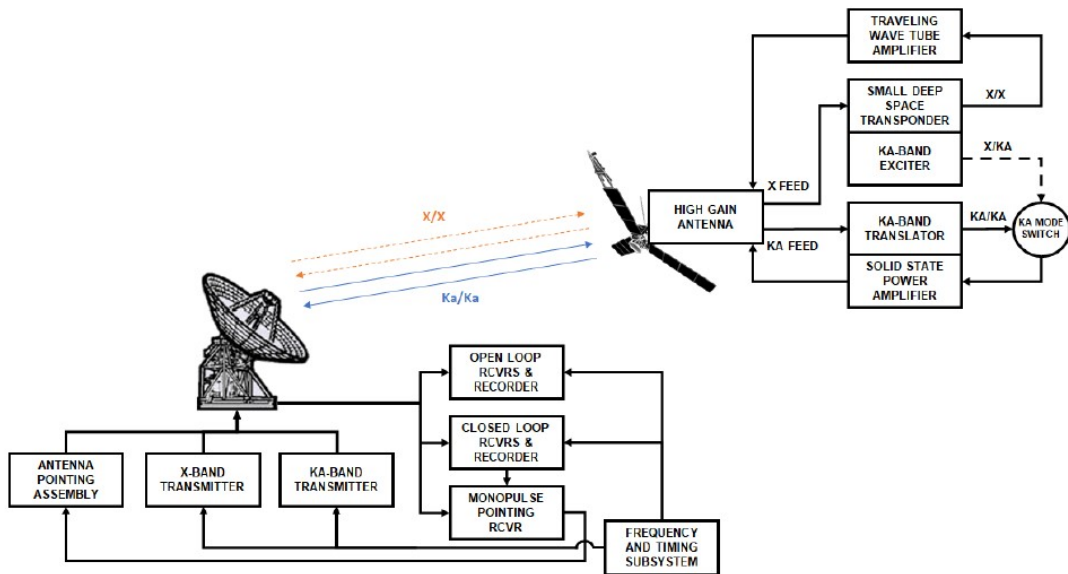 TRAVELING
WAVE TUBE
AMPLIFIER
SMALL DEEP
SPACE
TRANSPONDER
X/X
KA-BAND
EXCITER
X/KA
X FEED
HIGH GAIN
ANTENNA
KA FEED
KA-BAND
TRANSLATOR
KA/KA
KA MODE
SWITCH
SOLID STATE
POWER
AMPLIFIER
X/X
Ka/Ka
OPEN LOOP
RCVRS &
RECORDER
CLOSED LOOP
RCVRS &
RECORDER
ANTENNA
POINTING
ASSEMBLY
X-BAND
TRANSMITTER
KA-BAND
TRANSMITTER
MONOPULSE
POINTING
RCVR
FREQUENCY
AND TIMING
SUBSYSTEM